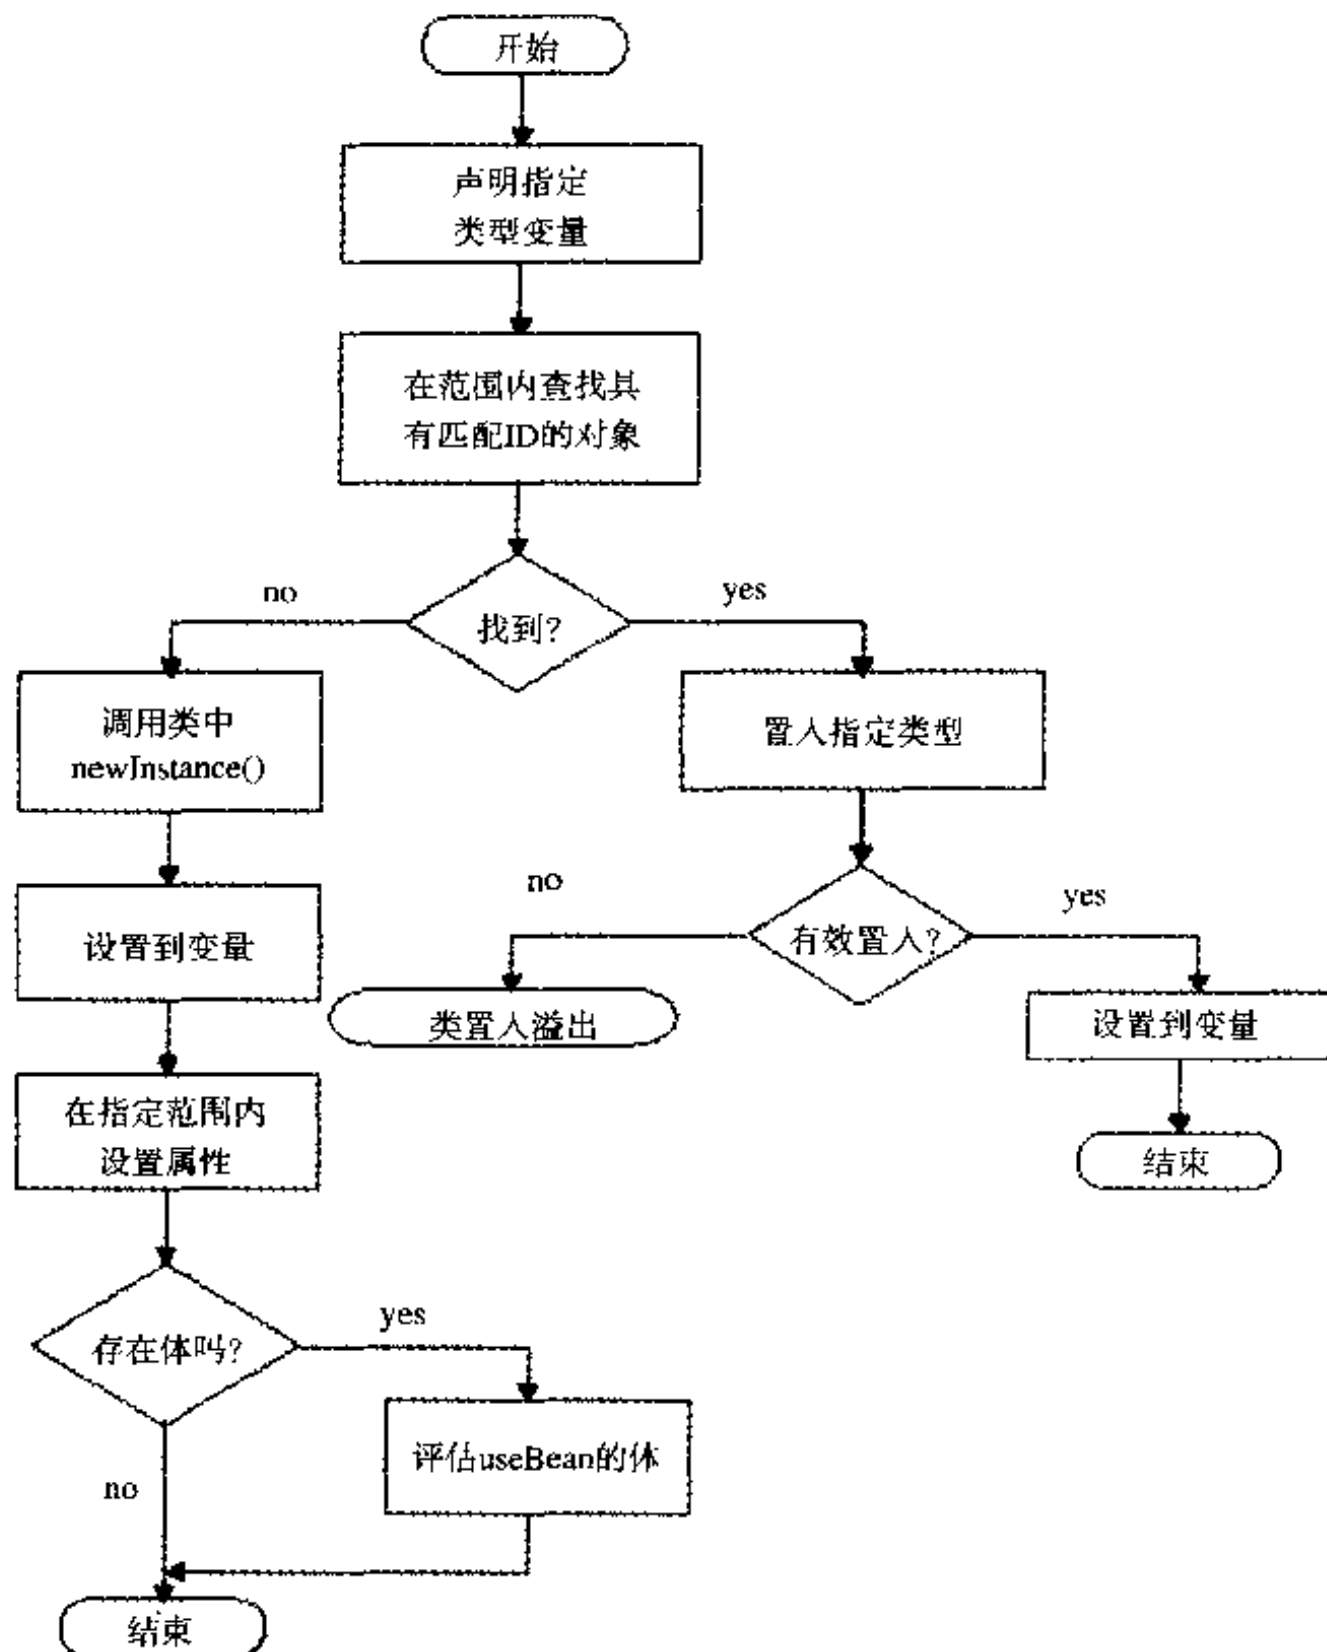 开始
声明指定
类型变量
在范围内查找具
有匹配ID的对象
no
yes
找到?
调用类中
newInstance()
置入指定类型
no
yes
设置到变量
有效置入?
类置入溢出
设置到变量
在指定范围内
设置属性
结束
yes
存在体吗?
评估useBean的体
no
结束